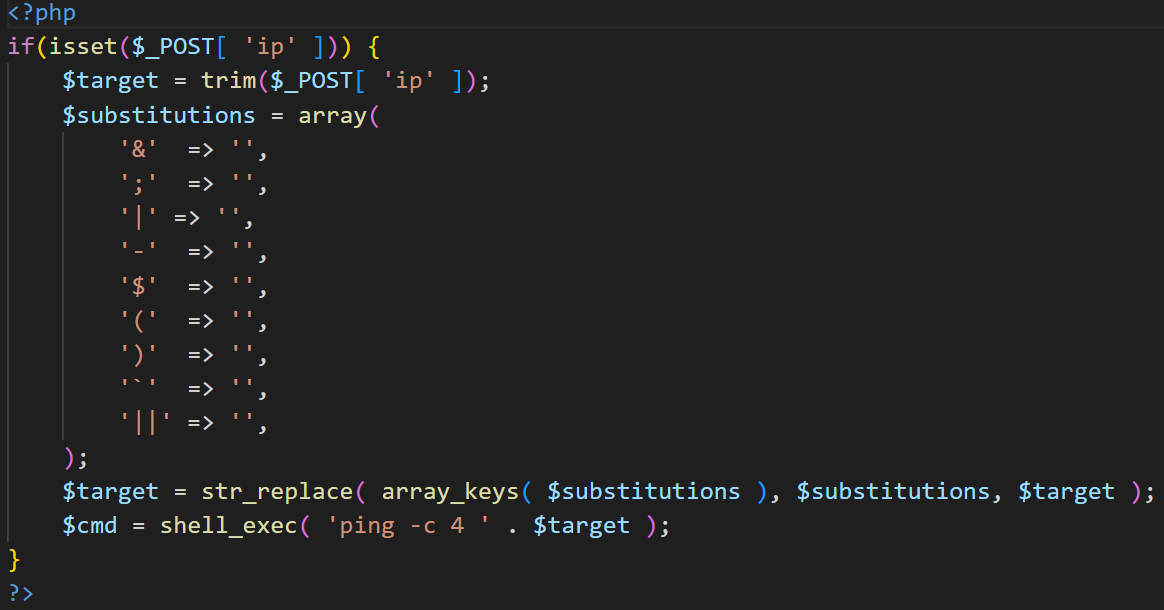 <?php
if(isset($_POST[ 'ip' ])) {
    $target = trim($_POST[ 'ip' ]);
    $substitutions = array(
        '&'  => '',
        ';'  => '',
        '|' => '',
        '-'  => '',
        '$'  => '',
        '('  => '',
        ')'  => '',
        '`'  => '',
        '||' => '',
    );
    $target = str_replace( array_keys( $substitutions ), $substitutions, $target );
    $cmd = shell_exec( 'ping -c 4 ' . $target );
}
?>